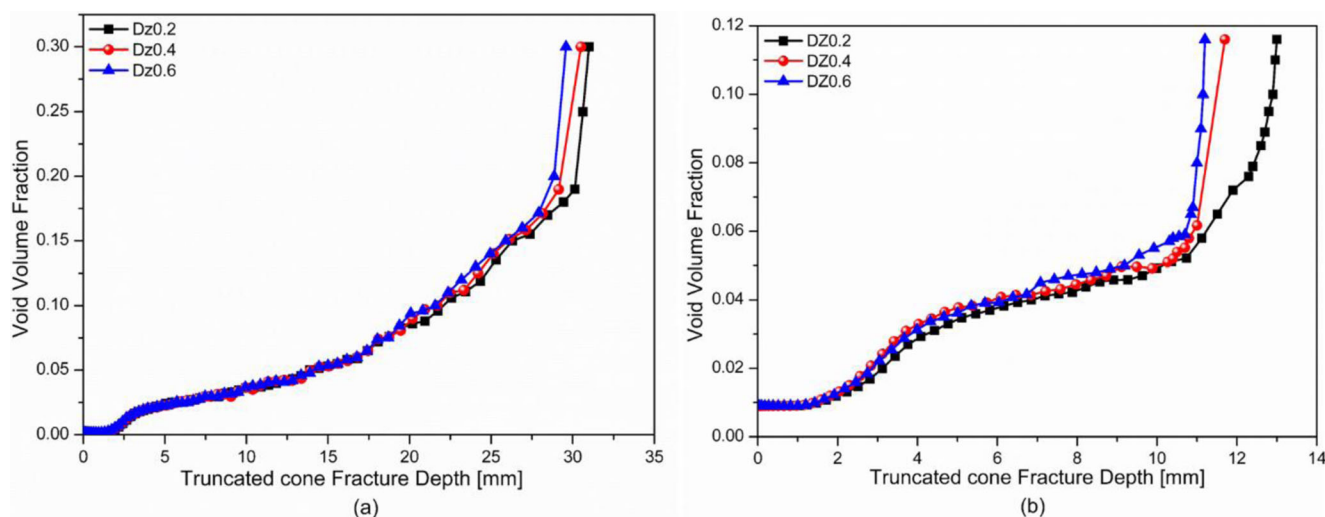 Dz0.2
Dz0.4
Dz0.6
0.30
0.25
0.20
0.15
0.10
0.05
0.00
Void Volume Fraction
0 5 10 15 20 25 30 35
Truncated cone Fracture Depth [mm]
(a)
DZ0.2
DZ0.4
DZ0.6
0.12
0.10
0.08
0.06
0.04
0.02
0.00
Void Volume Fraction
0 2 4 6 8 10 12 14
Truncated cone Fracture Depth [mm]
(b)